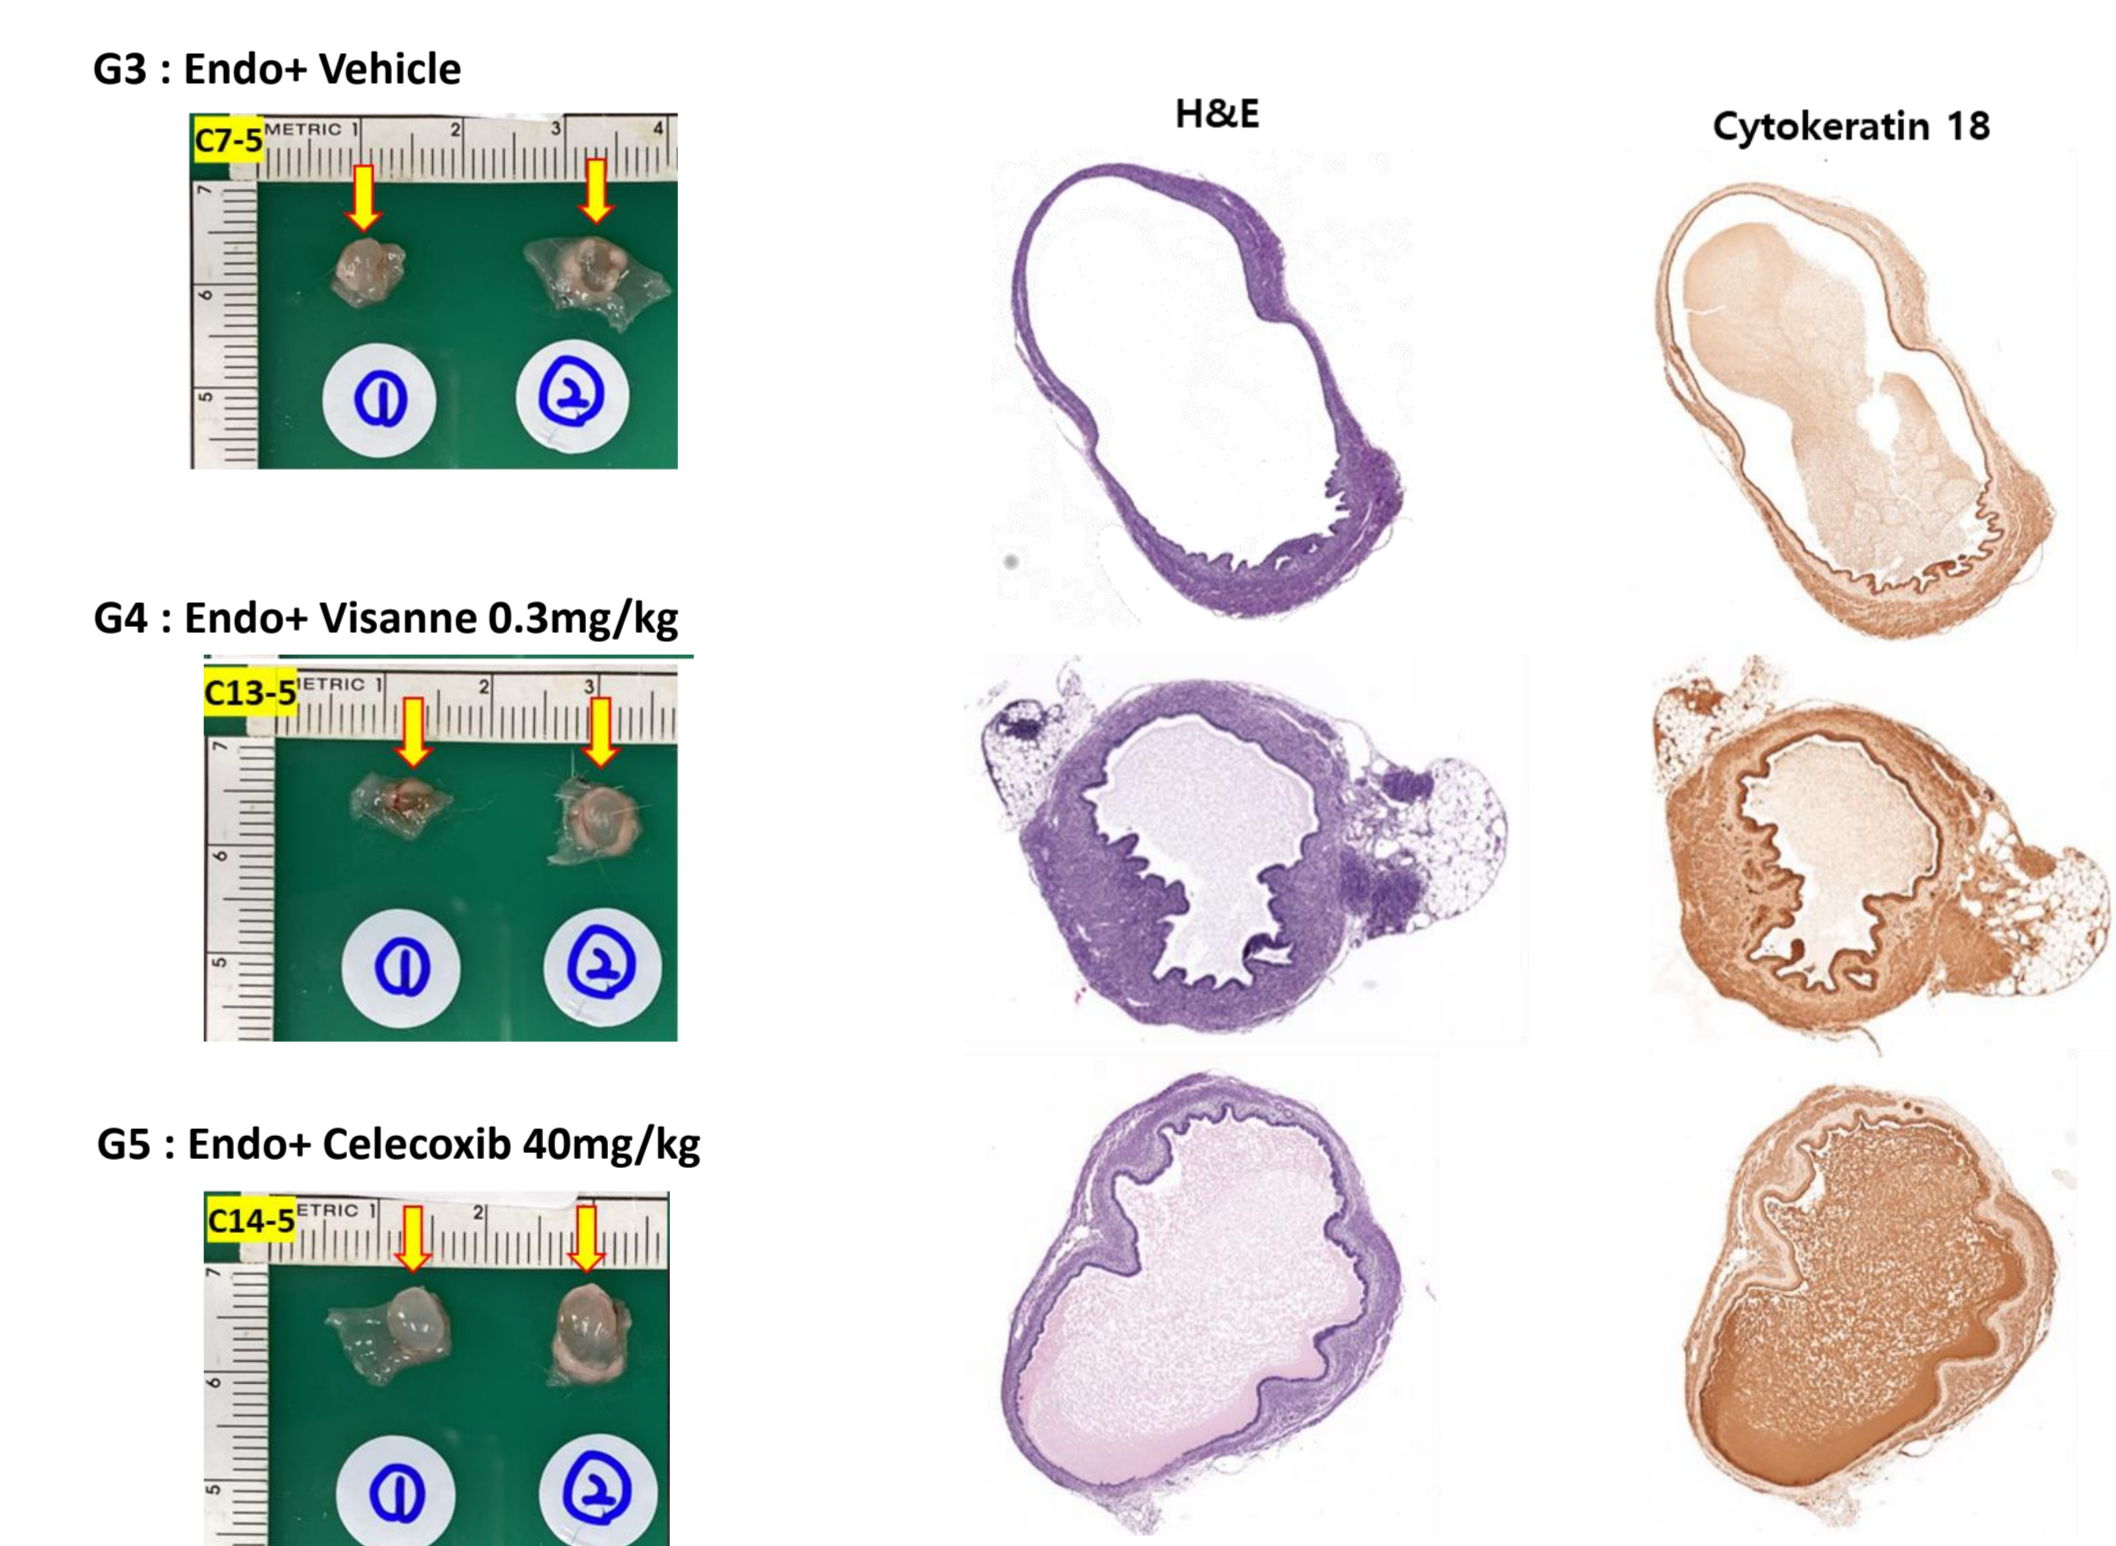 G3 : Endo+ Vehicle
H&E
Cytokeratin 18
C7-5
METRIC 1 2 3 4
7
6
5
① ②
G4 : Endo+ Visanne 0.3mg/kg
C13-5
ETRIC 1 2 3
7
6
5
① ②
G5 : Endo+ Celecoxib 40mg/kg
C14-5
ETRIC 1 2
7
6
5
① ②